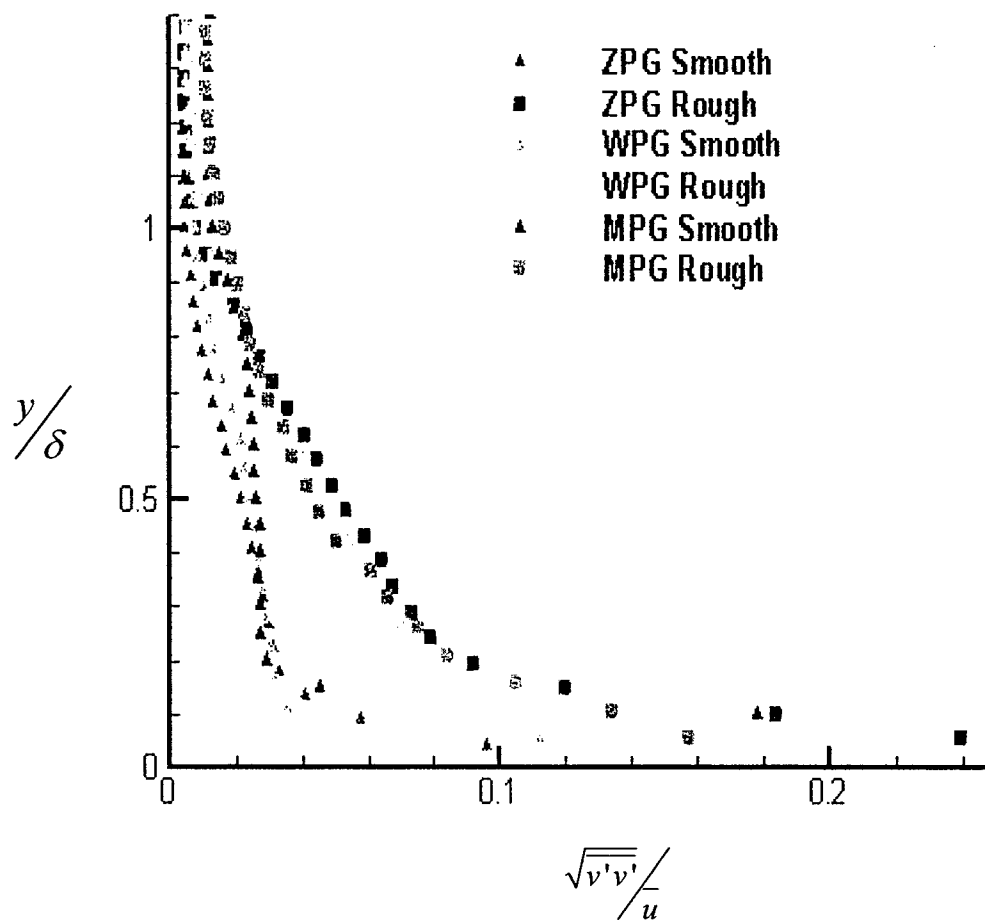 ZPG Smooth
ZPG Rough
WPG Smooth
WPG Rough
MPG Smooth
MPG Rough
1
y/δ
0.5
0
0
0.1
0.2
√v'v'/u